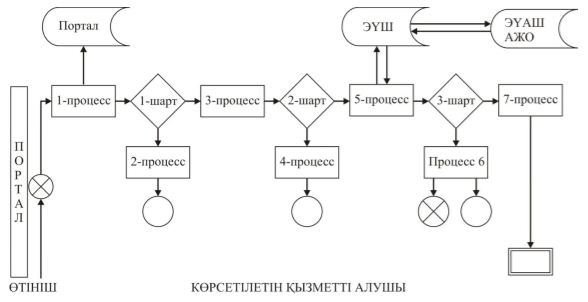 Портал
ЭҮШ
ЭҮАШ
АЖО
1-процесс
1-шарт
3-процесс
2-шарт
5-процесс
3-шарт
7-процесс
2-процесс
4-процесс
Процесс 6
ПОРТАЛ
ӨТІНІШ
КӨРСЕТІЛЕТІН ҚЫЗМЕТТІ АЛУШЫ